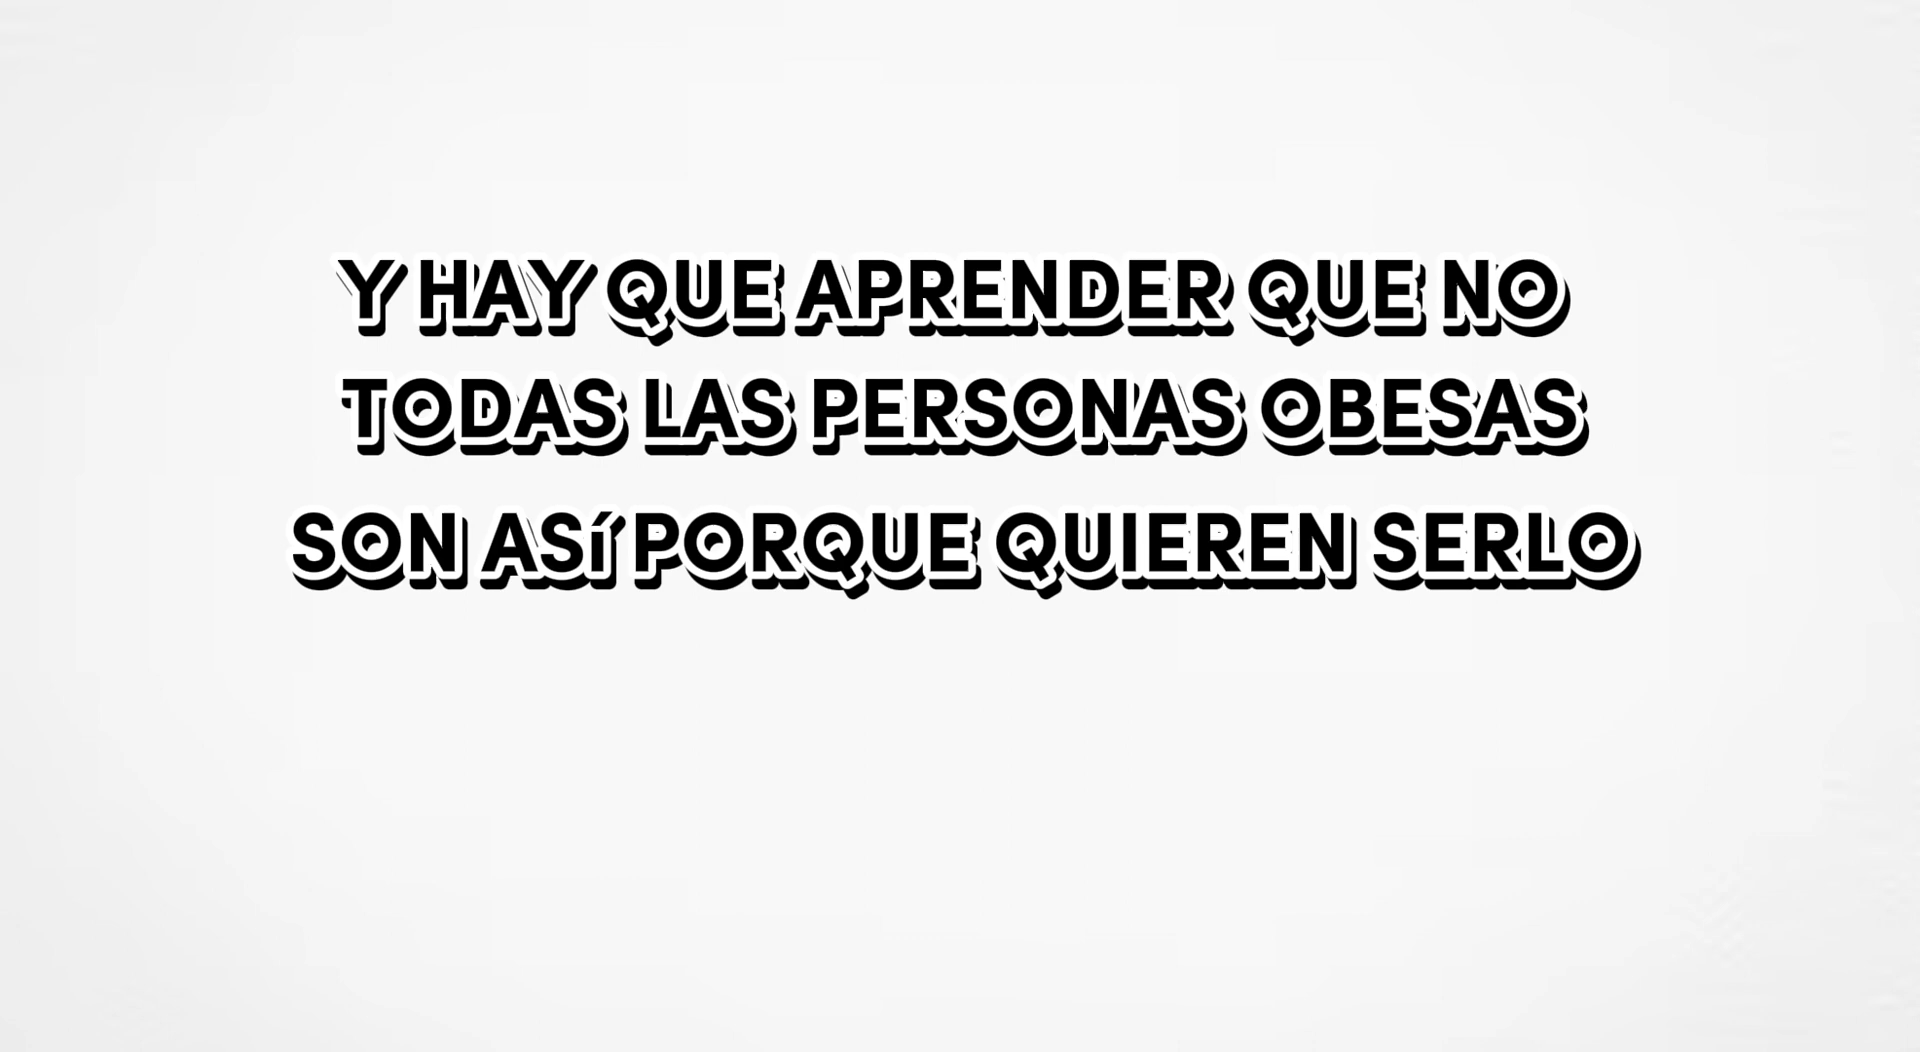 Y HAY QUE APRENDER QUE NO
TODAS LAS PERSONAS OBESAS
SON ASí PORQUE QUIEREN SERLO